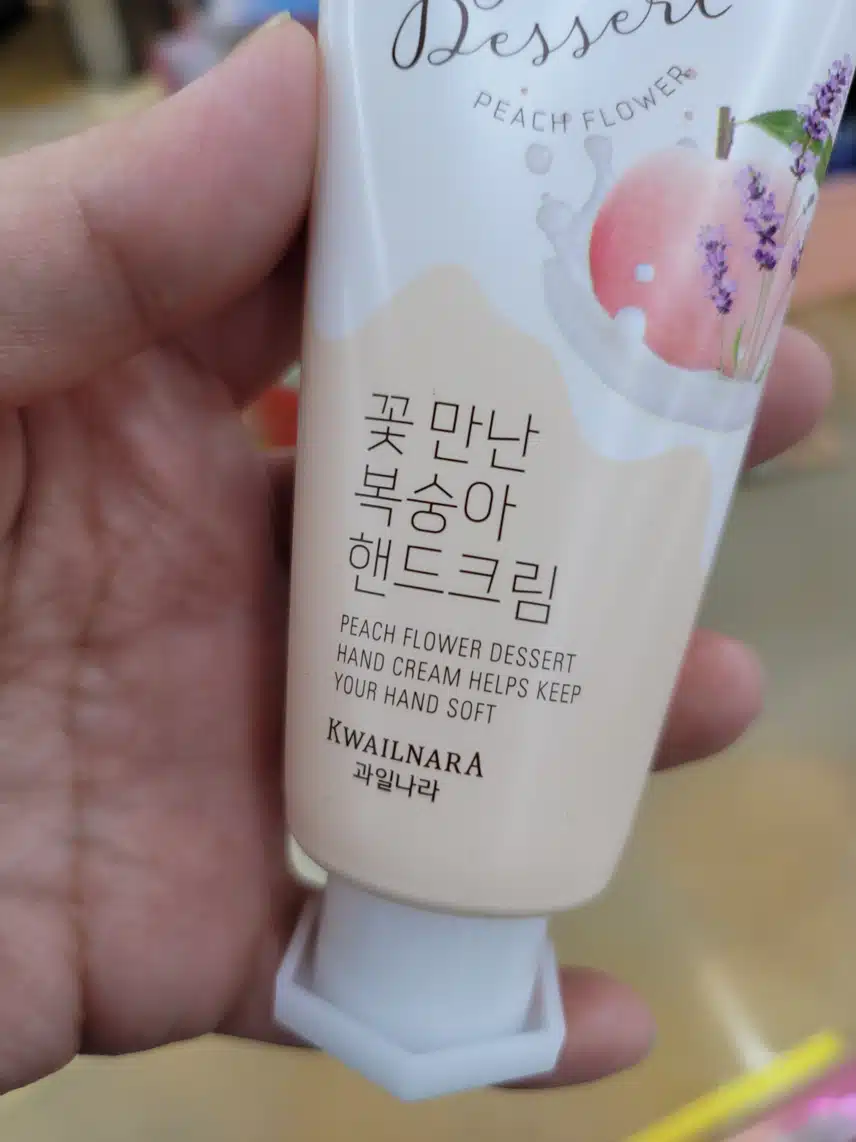 Dessert
PEACH FLOWER
꽃 만난
복숭아
핸드크림
PEACH FLOWER DESSERT
HAND CREAM HELPS KEEP
YOUR HAND SOFT
KWAILNARA
과일나라